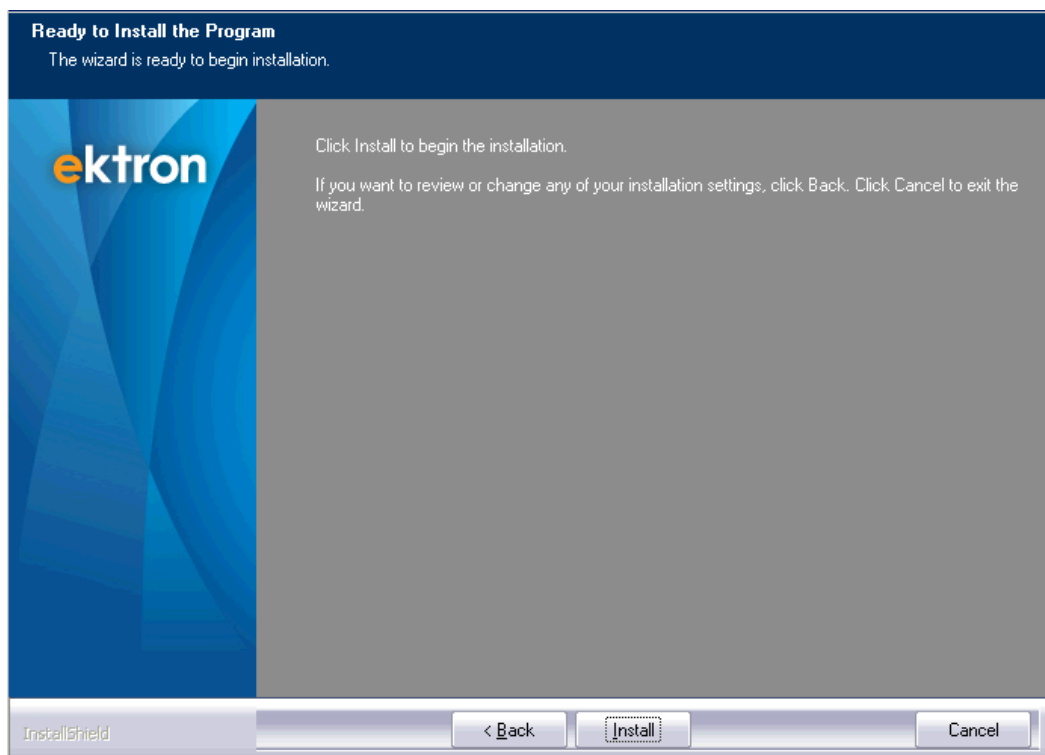 Ready to Install the Program
The wizard is ready to begin installation.
ektron
Click Install to begin the installation.
If you want to review or change any of your installation settings, click Back. Click Cancel to exit the
wizard.
InstallShield
< Back
Install
Cancel